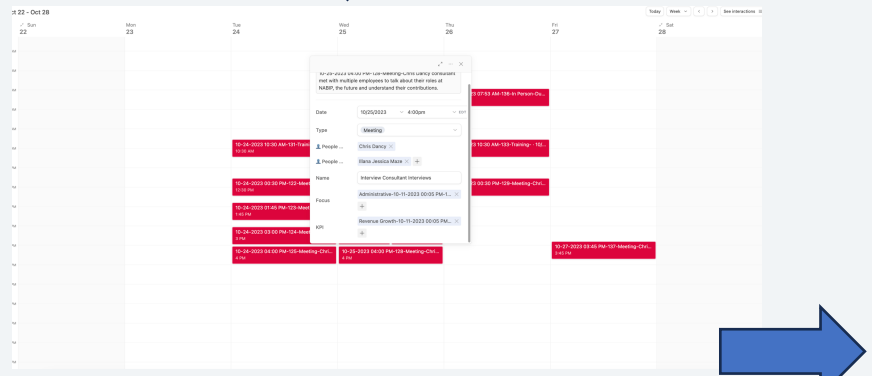 ct 22 – Oct 28
Today Week See interactions
Sun Mon Tue Wed Thu Fri Sat
22 23 24 25 26 27 28
10-25-2023 04:00 PM-128-Meeting-Chris Dancy consultant
met with multiple employees to talk about their roles at
NABIP, the future and understand their contributions.
Date 10/25/2023 4:00pm
Type Meeting
People ... Chris Dancy ×
People ... Illana Jessica Maze × +
Name Interview Consultant Interviews
Focus Administrative-10-11-2023 00:05 PM-1... ×
+
KPI Revenue Growth-10-11-2023 00:05 PM... ×
+
10-24-2023 10:30 AM-131-Train
10:30 AM
10-24-2023 00:30 PM-122-Meet
12:30 PM
10-24-2023 01:45 PM-123-Meet
1:45 PM
10-24-2023 03:00 PM-124-Meet
3 PM
10-24-2023 04:00 PM-125-Meeting-Chri...
4 PM
10-25-2023 04:00 PM-128-Meeting-Chri...
4 PM
23 07:53 AM-136-In Person-Ou...
23 10:30 AM-133-Training- · 10/...
23 00:30 PM-129-Meeting-Chri...
10-27-2023 03:45 PM-137-Meeting-Chri...
3:45 PM